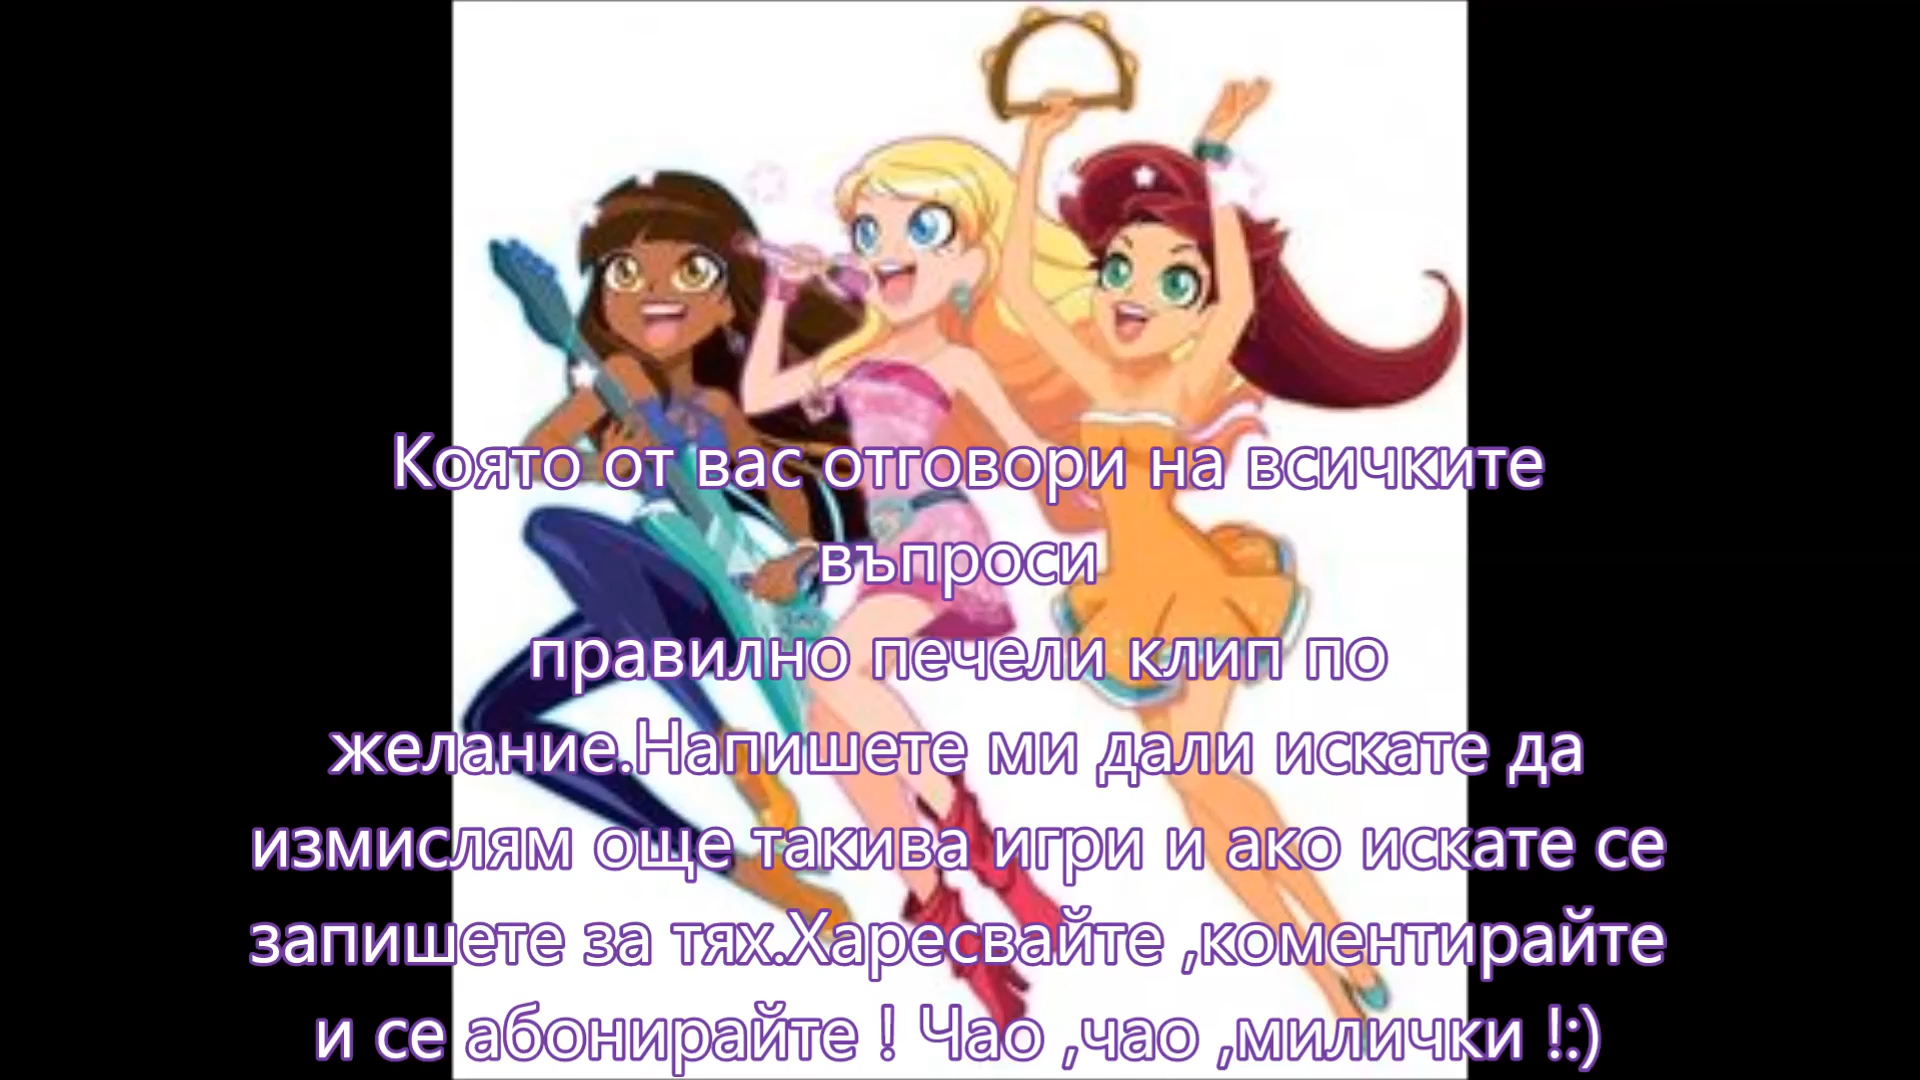 Която от вас отговори на всичките
въпроси
правилно печели клип по
желание.Напишете ми дали искате да
измислям още такива игри и ако искате се
запишете за тях.Харесвайте ,коментирайте
и се абонирайте ! Чао ,чао ,милички !:)